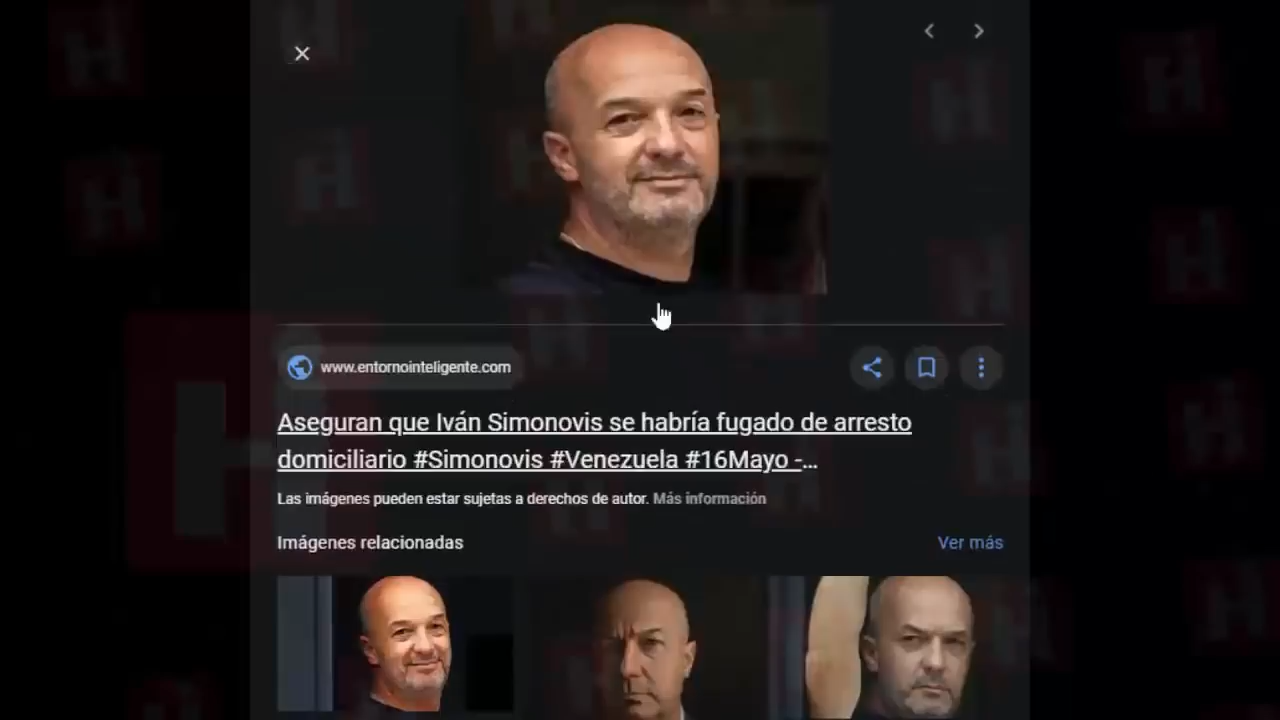 www.entornointeligente.com
Aseguran que Iván Simonovis se habría fugado de arresto
domiciliario #Simonovis #Venezuela #16Mayo -...
Las imágenes pueden estar sujetas a derechos de autor. Más información
Imágenes relacionadas
Ver más